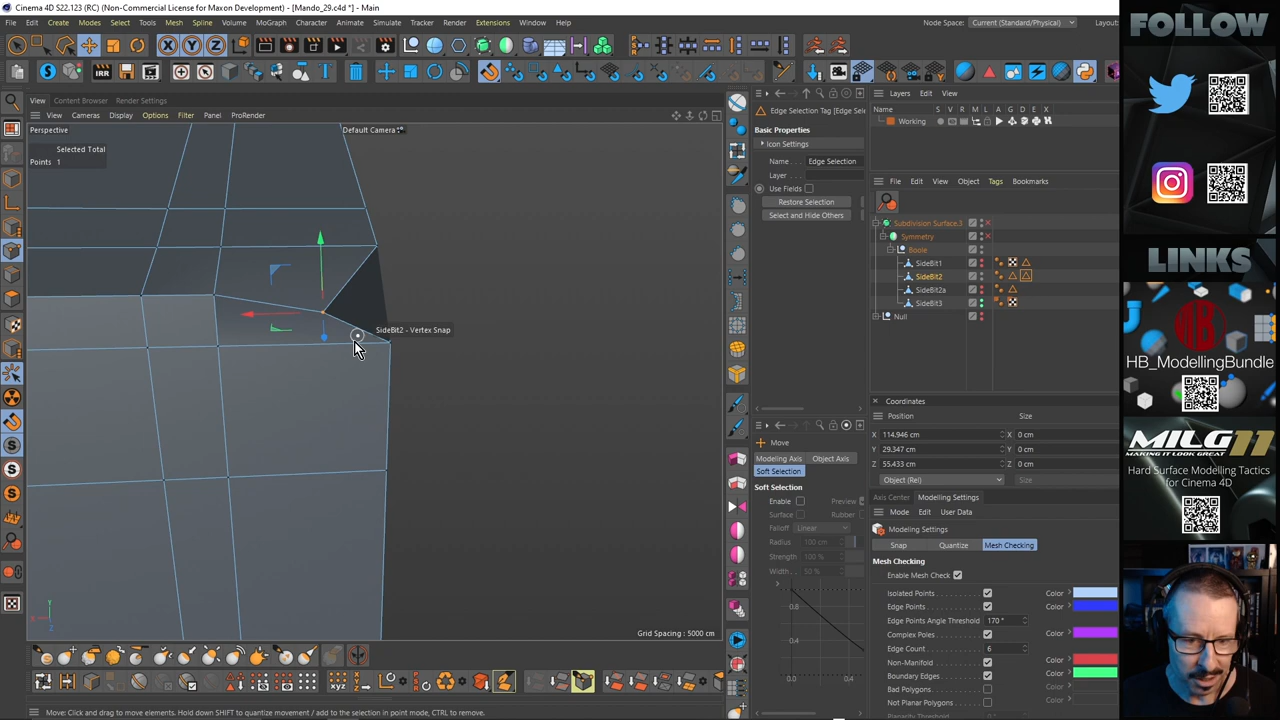 Cinema 4D S22.123 (RC) (Non-Commercial License for Maxon Development) - [Mando_29.c4d *] - Main
File Edit Create Modes Select Tools Mesh Spline Volume MoGraph Character Animate Simulate Tracker Render Extensions Window Help
Node Space: Current (Standard/Physical) Layout:
View Content Browser Render Settings
View Cameras Display Options Filter Panel ProRender
Perspective
Default Camera
Selected Total
Points 1
SideBit2 - Vertex Snap
Grid Spacing : 5000 cm
Move: Click and drag to move elements. Hold down SHIFT to quantize movement / add to the selection in point mode, CTRL to remove.
Edge Selection Tag [Edge Sele
Basic Properties
Icon Settings
Name Edge Selection
Layer
Use Fields
Restore Selection
Select and Hide Others
Move
Modeling Axis Object Axis
Soft Selection
Soft Selection
Enable Preview
Surface Rubber
Falloff Linear
Radius 100 cm
Strength 100 %
Width 50 %
0.8
0.4
0.0 0.4
Layers Edit View
Name S V R M L A G D E X
Working
File Edit View Object Tags Bookmarks
Subdivision Surface.3
Symmetry
Boole
SideBit1
SideBit2
SideBit2a
SideBit3
Null
Coordinates
Position Size
X 114.946 cm X 0 cm
Y 29.347 cm Y 0 cm
Z 55.433 cm Z 0 cm
Object (Rel) Size
Axis Center Modelling Settings
Mode Edit User Data
Modeling Settings
Snap Quantize Mesh Checking
Mesh Checking
Enable Mesh Check
Isolated Points Color
Edge Points Color
Edge Points Angle Threshold 170 °
Complex Poles Color
Edge Count 6
Non-Manifold Color
Boundary Edges Color
Bad Polygons Color
Not Planar Polygons Color
FOLLOW
LINKS
HB_ModellingBundle
MILG11
MAKING IT LOOK GREAT
Hard Surface Modelling Tactics
for Cinema 4D